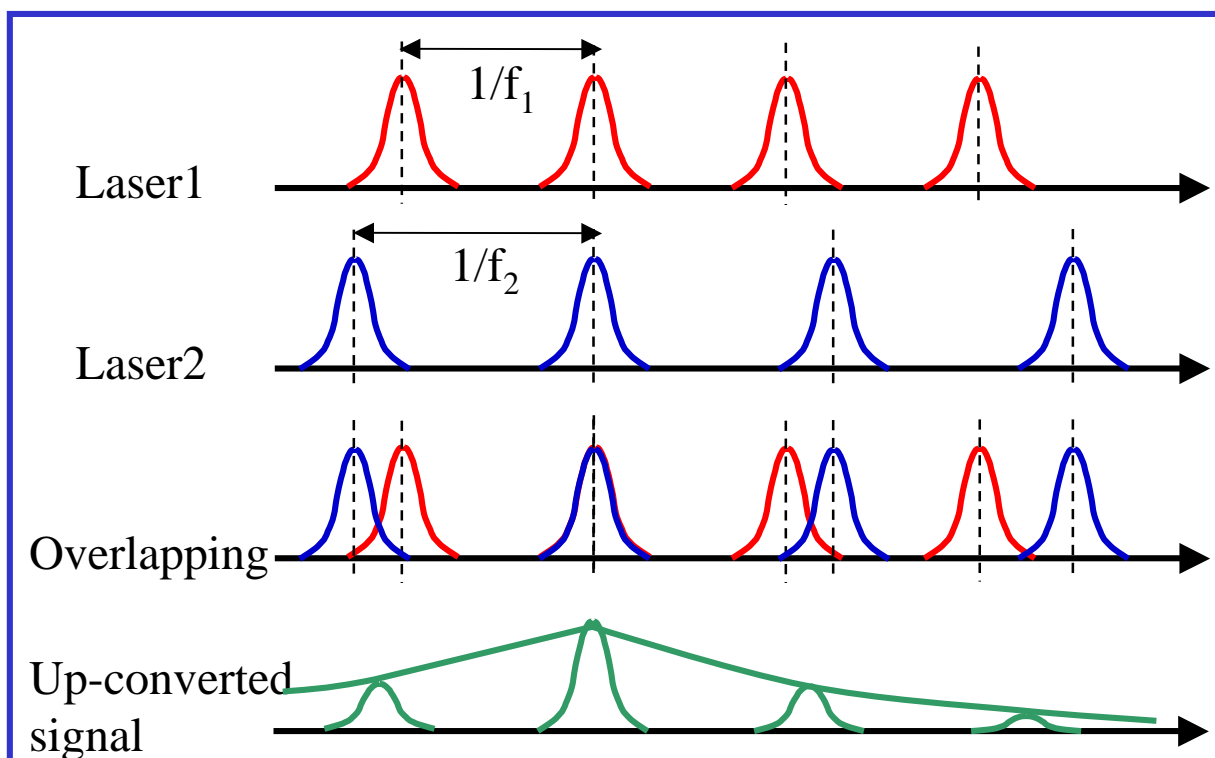 1/f₁
Laser1
1/f₂
Laser2
Overlapping
Up-converted
signal